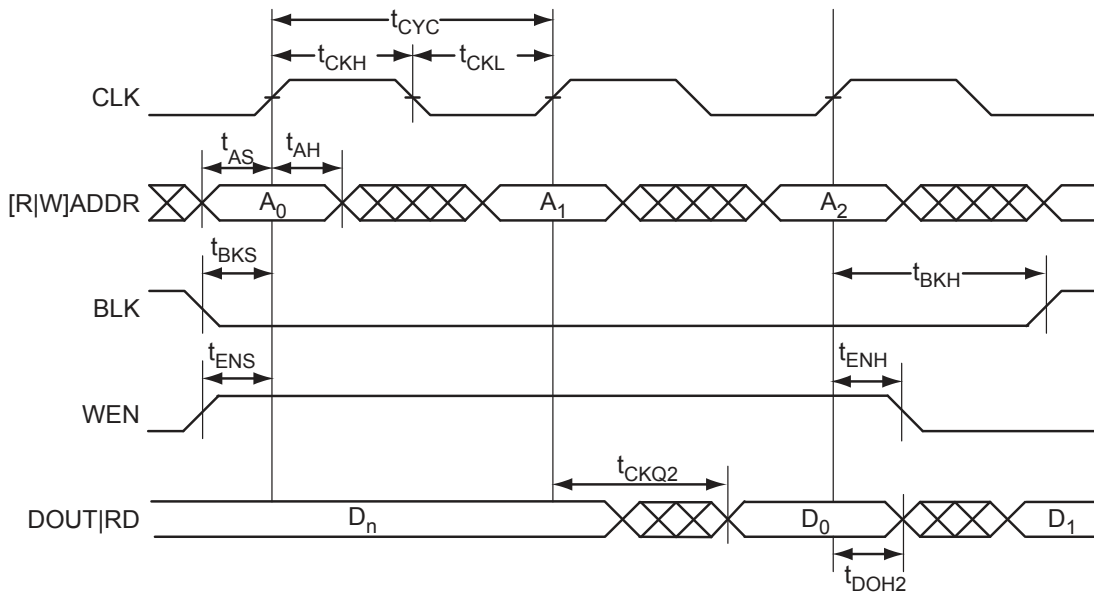 tCYC
tCKH tCKL
CLK
tAS tAH
[R|W]ADDR A0 A1 A2
tBKS tBKH
BLK
tENS tENH
WEN
tCKQ2
DOUT|RD Dn D0 D1
tDOH2